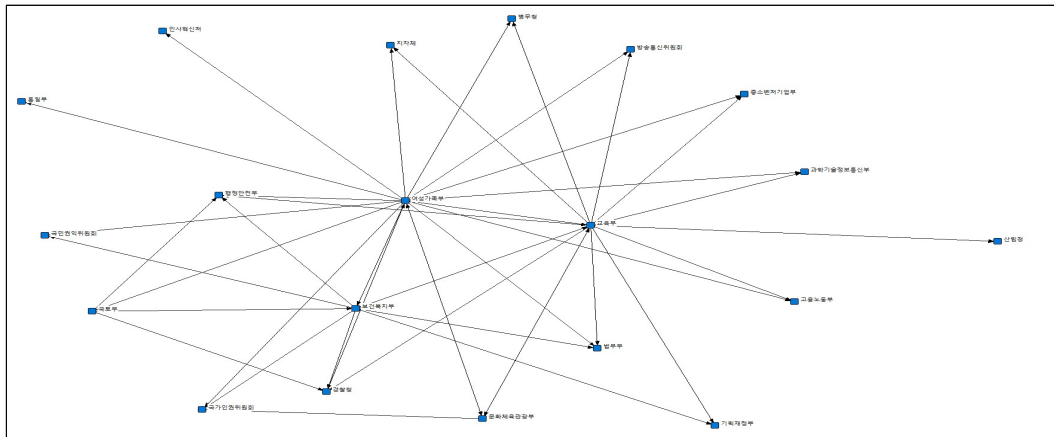 병무청
인사혁신처
지자체
방송통신위원회
중소벤처기업부
통일부
과학기술정보통신부
행정안전부
여성가족부
교육부
국민권익위원회
산림청
고용노동부
보건복지부
국토부
법무부
경찰청
국가인권위원회
문화체육관광부
기획재정부